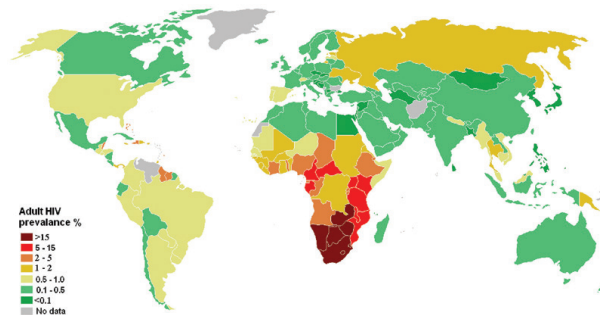 Adult HIV
prevalance %
>15
5 - 15
2 - 5
1 - 2
0.5 - 1.0
0.1 - 0.5
<0.1
No data